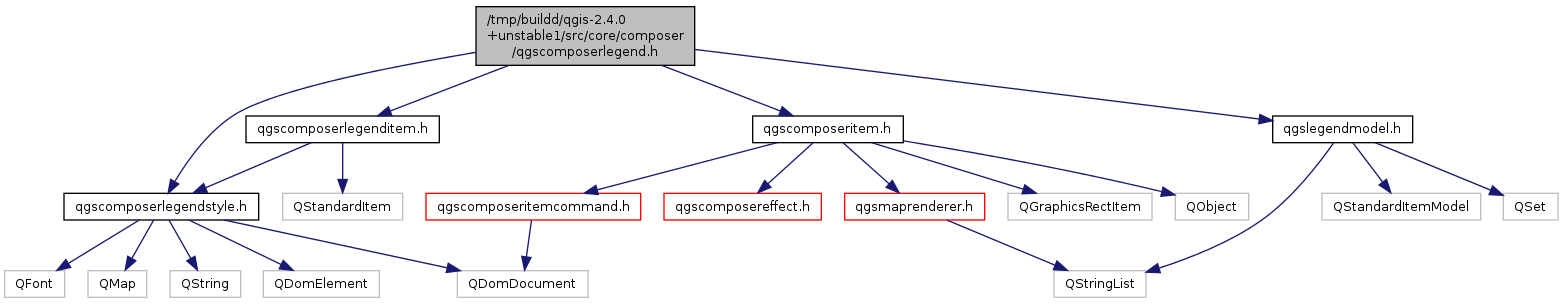 /tmp/buildd/qgis-2.4.0
+unstable1/src/core/composer
/qgscomposerlegend.h
qgscomposerlegenditem.h
qgscomposeritem.h
qgslegendmodel.h
qgscomposerlegendstyle.h
QStandardItem
qgscomposeritemcommand.h
qgscomposereffect.h
qgsmaprenderer.h
QGraphicsRectItem
QObject
QStandardItemModel
QSet
QFont
QMap
QString
QDomElement
QDomDocument
QStringList